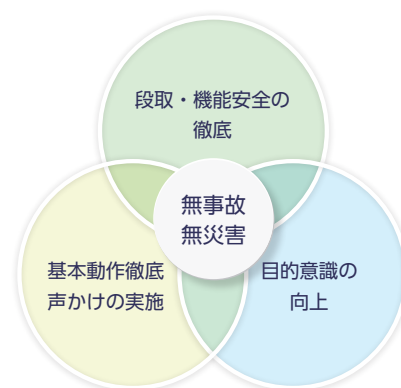 段取・機能安全の
徹底
無事故
無災害
基本動作徹底
声かけの実施
目的意識の
向上